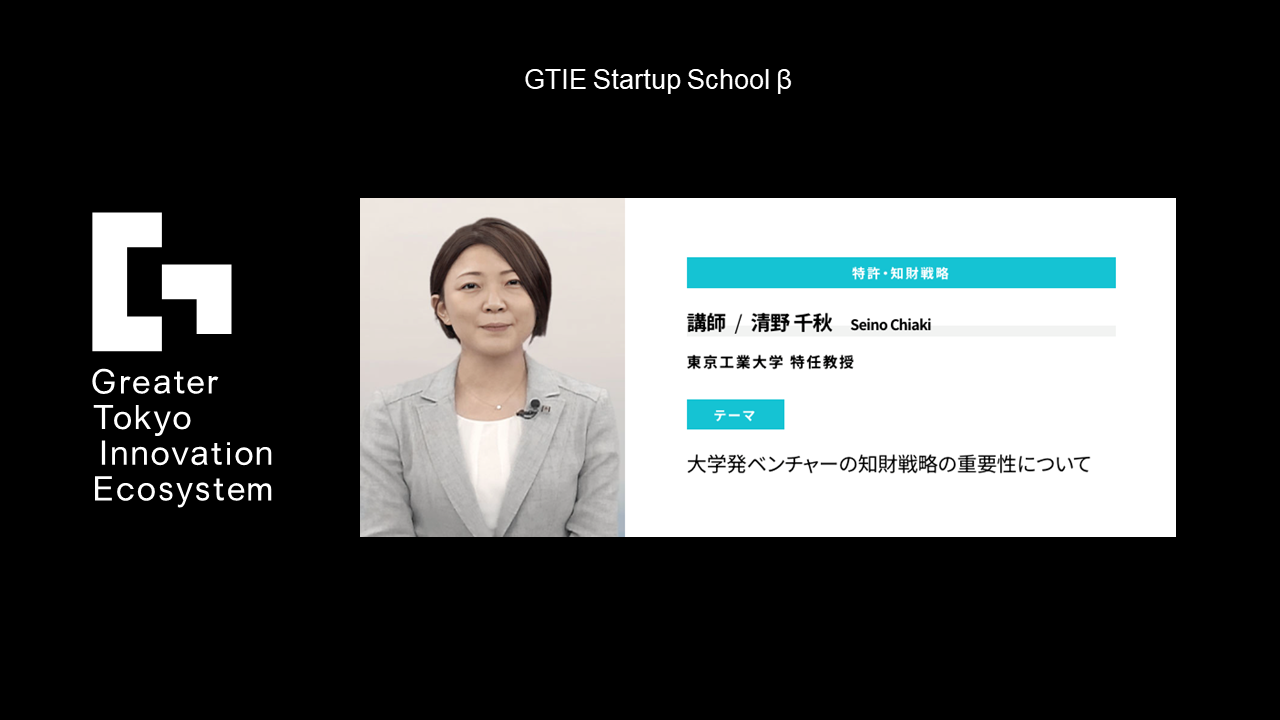 GTIE Startup School β
Greater
Tokyo
Innovation
Ecosystem
特許・知財戦略
講師 / 清野 千秋 Seino Chiaki
東京工業大学 特任教授
テーマ
大学発ベンチャーの知財戦略の重要性について